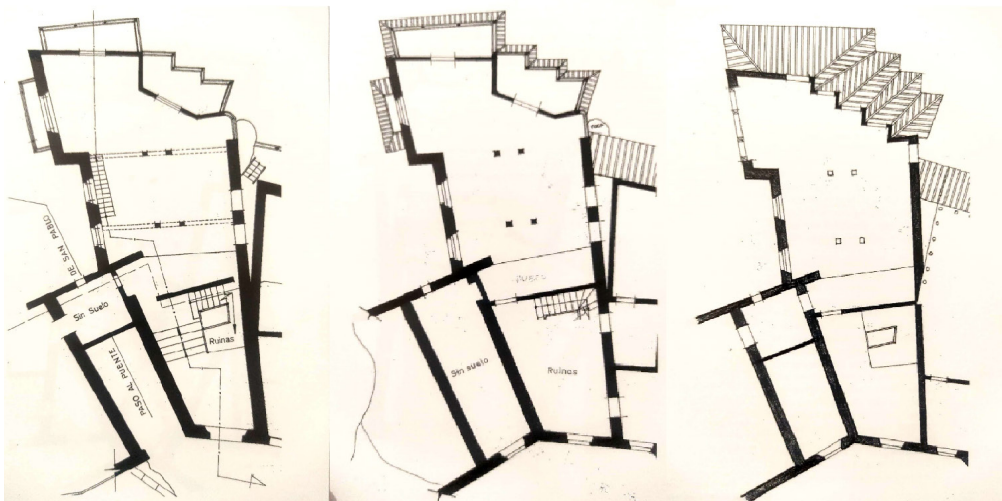 DE SAN PABLO
Sin Suelo
Ruinas
PASO AL PUENTE
Sin suelo
Ruinas